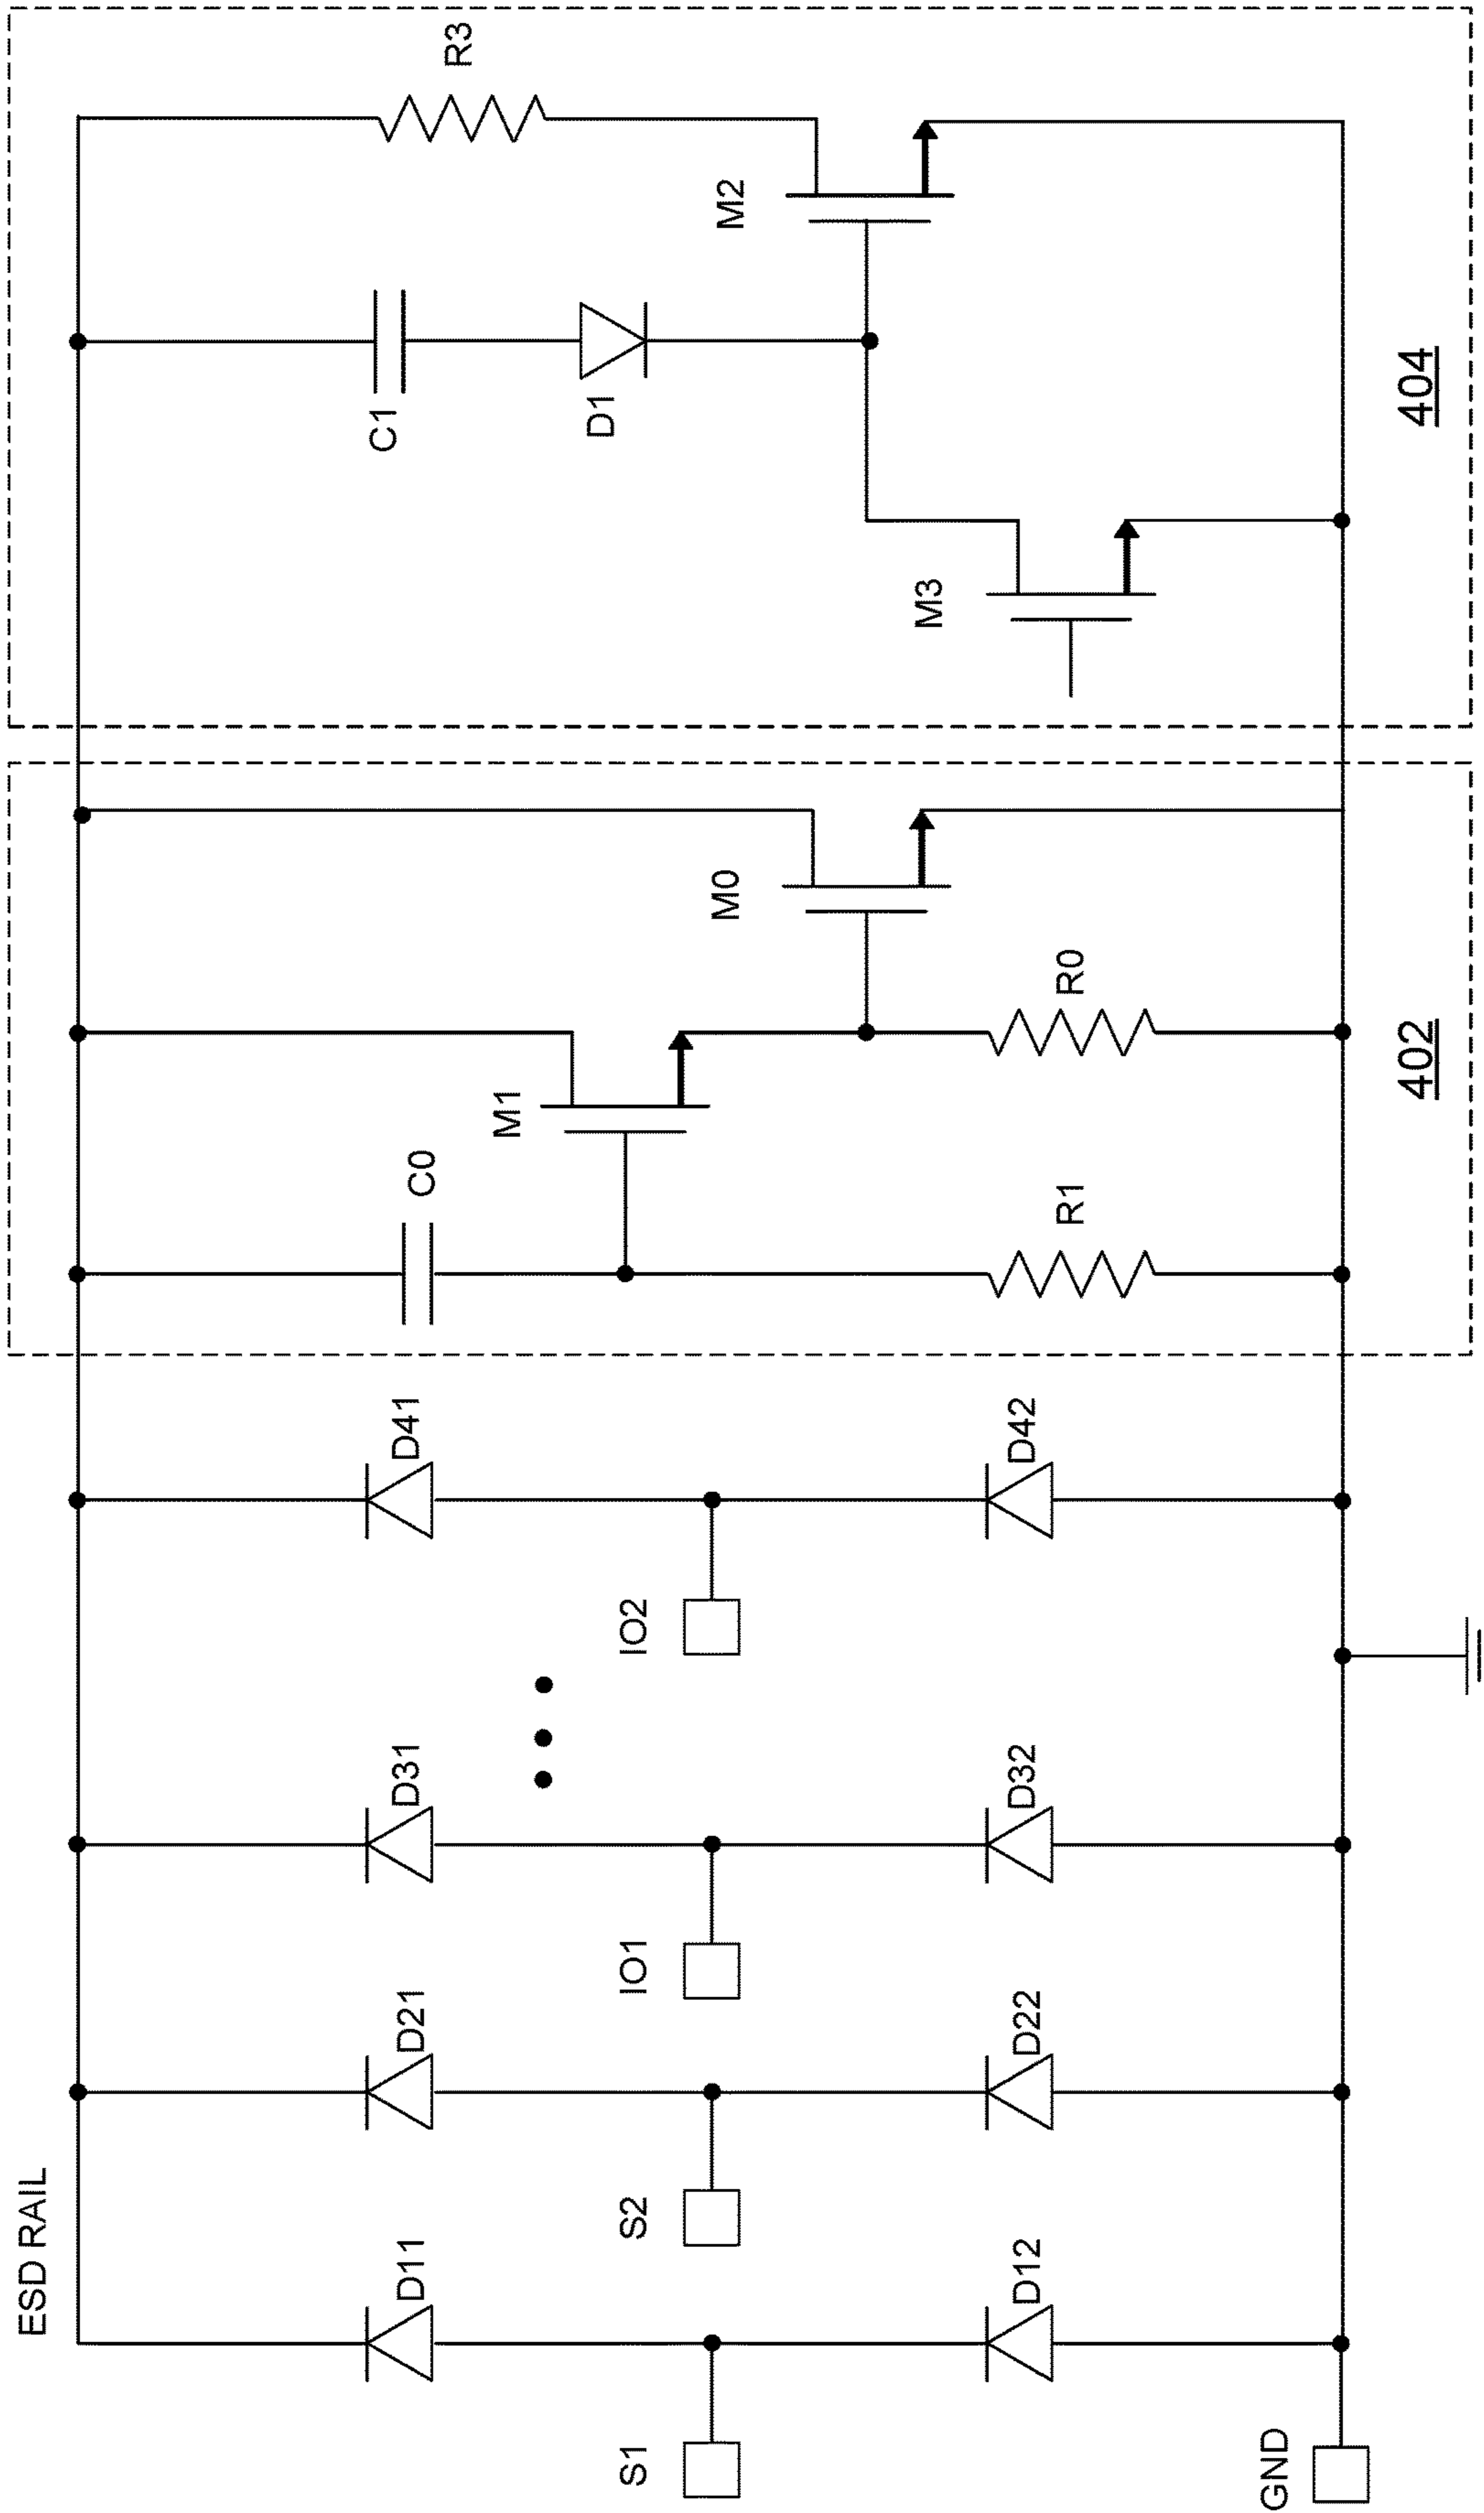 ESD RAIL
D11
D21
D31
D41
C0
M1
M0
C1
D1
M2
R3
S1
S2
IO1
IO2
D12
D22
D32
D42
R1
R0
M3
GND
402
404